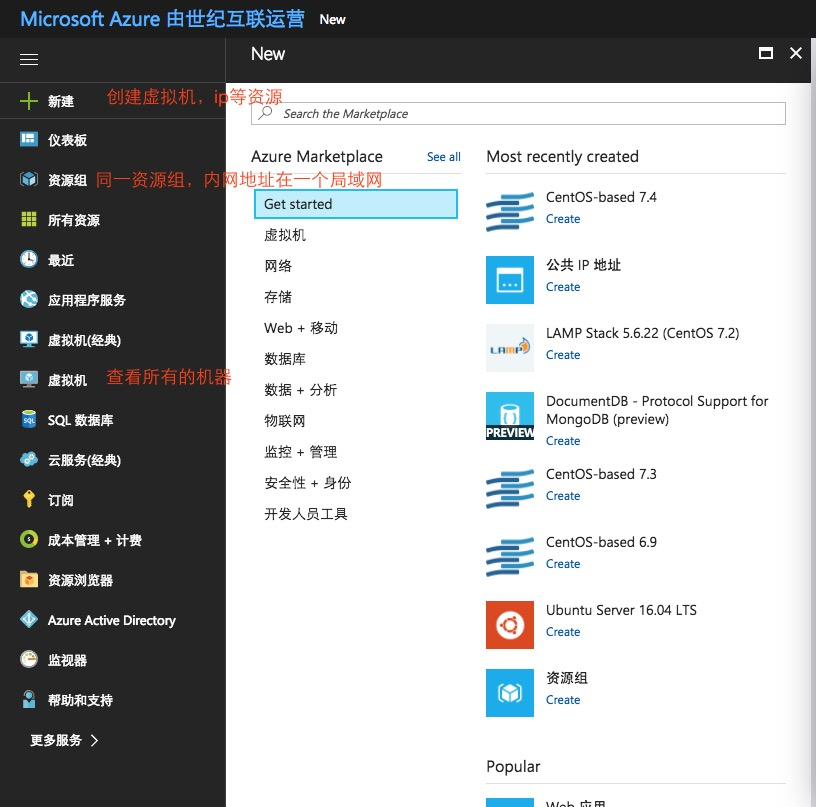 Microsoft Azure 由世纪互联运营 New
New
新建 创建虚拟机，ip等资源
仪表板
资源组 同一资源组，内网地址在一个局域网
所有资源
最近
应用程序服务
虚拟机(经典)
虚拟机 查看所有的机器
SQL 数据库
云服务(经典)
订阅
成本管理 + 计费
资源浏览器
Azure Active Directory
监视器
帮助和支持
更多服务
Search the Marketplace
Azure Marketplace See all
Get started
虚拟机
网络
存储
Web + 移动
数据库
数据 + 分析
物联网
监控 + 管理
安全性 + 身份
开发人员工具
Most recently created
CentOS-based 7.4
Create
公共 IP 地址
Create
LAMP
LAMP Stack 5.6.22 (CentOS 7.2)
Create
PREVIEW
DocumentDB - Protocol Support for
MongoDB (preview)
Create
CentOS-based 7.3
Create
CentOS-based 6.9
Create
Ubuntu Server 16.04 LTS
Create
资源组
Create
Popular
Web 应用